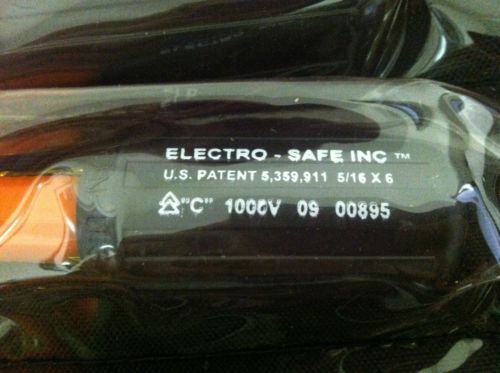 ELECTRO - SAFE INC ™
U.S. PATENT 5,359,911 5/16 X 6
"C" 1000V 09 00895